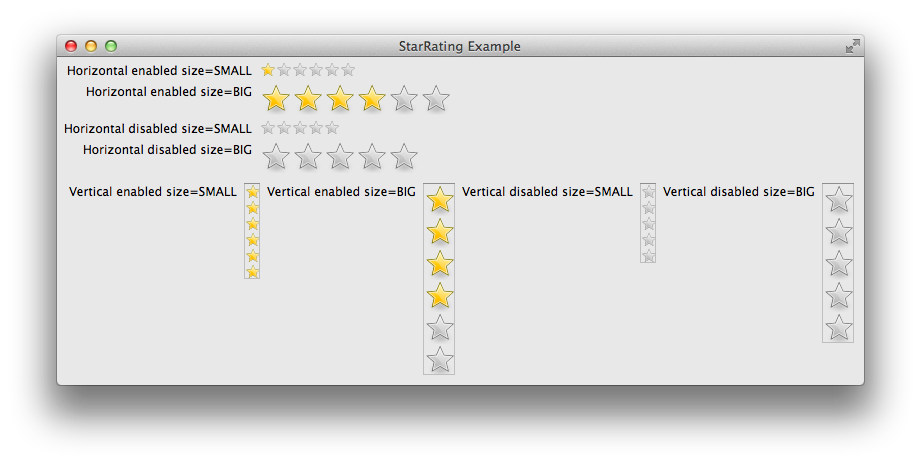 StarRating Example
Horizontal enabled size=SMALL
Horizontal enabled size=BIG
Horizontal disabled size=SMALL
Horizontal disabled size=BIG
Vertical enabled size=SMALL Vertical enabled size=BIG Vertical disabled size=SMALL Vertical disabled size=BIG